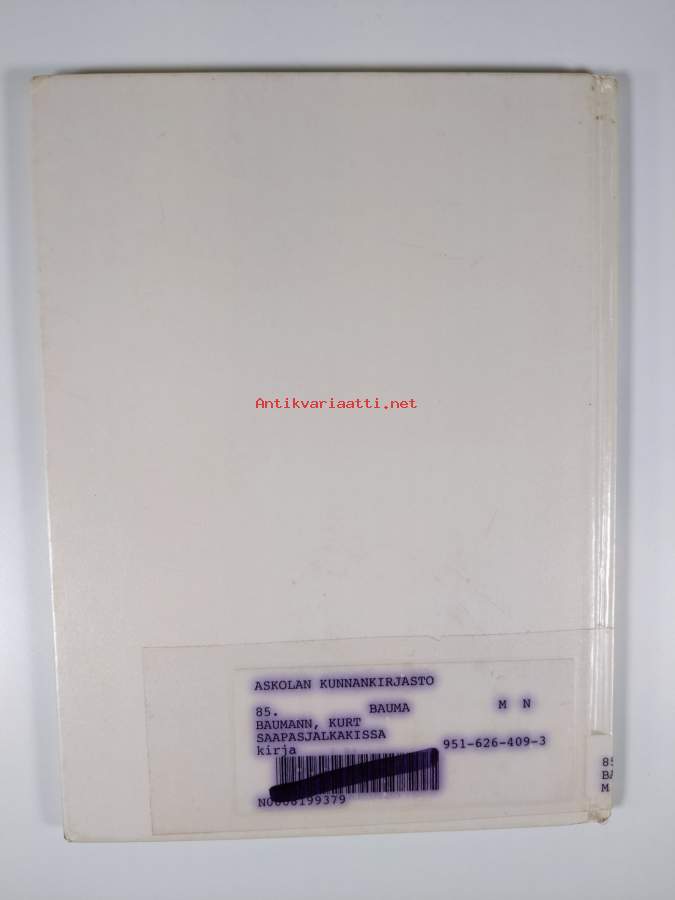 Antikvariaatti.net
ASKOLAN KUNNANKIRJASTO
85. BAUMA M N
BAUMANN, KURT
SAAPASJALKAKISSA
kirja 951-626-409-3
85
BA
M